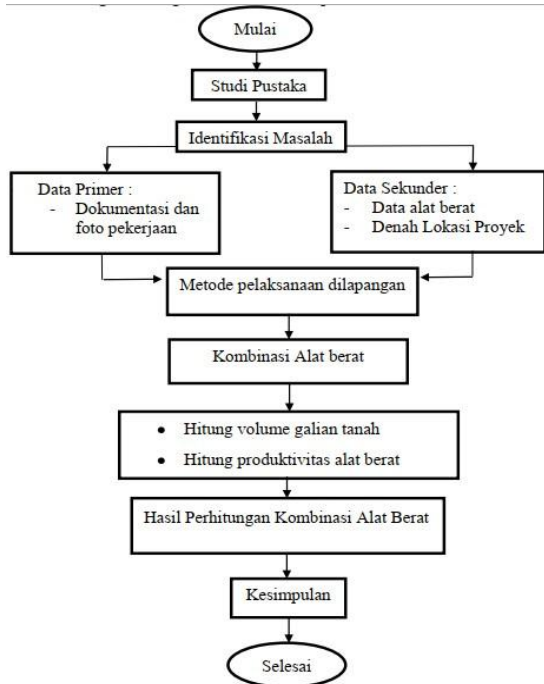 Mulai
Studi Pustaka
Identifikasi Masalah
Data Primer :
- Dokumentasi dan
foto pekerjaan
Data Sekunder :
- Data alat berat
- Denah Lokasi Proyek
Metode pelaksanaan dilapangan
Kombinasi Alat berat
• Hitung volume galian tanah
• Hitung produktivitas alat berat
Hasil Perhitungan Kombinasi Alat Berat
Kesimpulan
Selesai